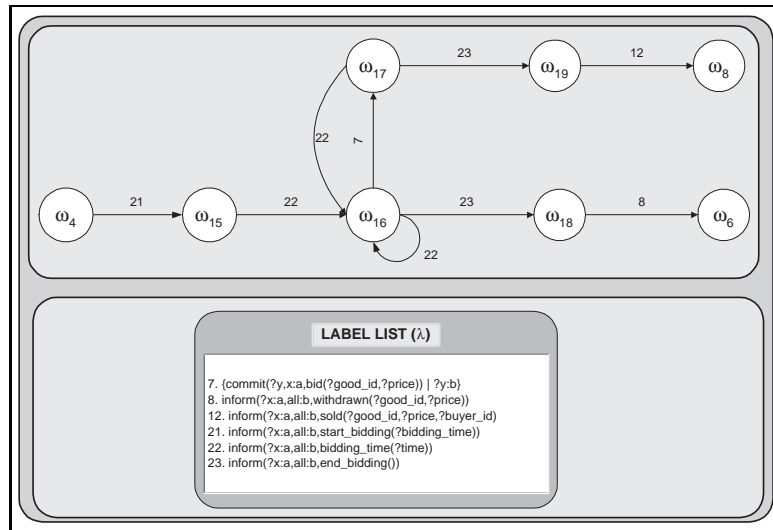 ω17 23 ω19 12 ω8
22 7
ω4 21 ω15 22 ω16 23 ω18 8 ω6
22
LABEL LIST (λ)
7. {commit(?y,x:a,bid(?good_id,?price)) | ?y:b}
8. inform(?x:a,all:b,withdrawn(?good_id,?price))
12. inform(?x:a,all:b,sold(?good_id,?price,?buyer_id)
21. inform(?x:a,all:b,start_bidding(?bidding_time))
22. inform(?x:a,all:b,bidding_time(?time))
23. inform(?x:a,all:b,end_bidding())